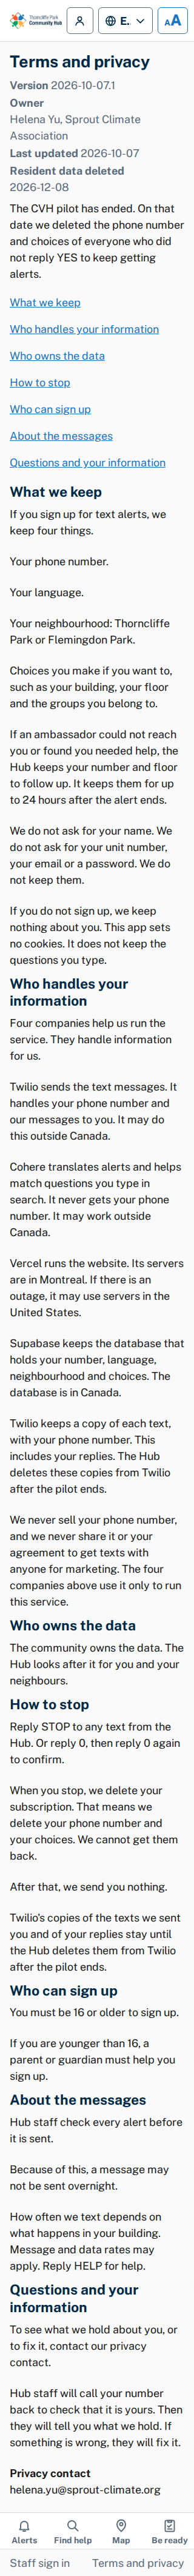 Thorncliffe Park
Community Hub
E.
AA
Terms and privacy
Version 2026-10-07.1
Owner
Helena Yu, Sprout Climate
Association
Last updated 2026-10-07
Resident data deleted
2026-12-08
The CVH pilot has ended. On that
date we deleted the phone number
and choices of everyone who did
not reply YES to keep getting
alerts.
What we keep
Who handles your information
Who owns the data
How to stop
Who can sign up
About the messages
Questions and your information
What we keep
If you sign up for text alerts, we
keep four things.
Your phone number.
Your language.
Your neighbourhood: Thorncliffe
Park or Flemingdon Park.
Choices you make if you want to,
such as your building, your floor
and the groups you belong to.
If an ambassador could not reach
you or found you needed help, the
Hub keeps your number and floor
to follow up. It keeps them for up
to 24 hours after the alert ends.
We do not ask for your name. We
do not ask for your unit number,
your email or a password. We do
not keep them.
If you do not sign up, we keep
nothing about you. This app sets
no cookies. It does not keep the
questions you type.
Who handles your
information
Four companies help us run the
service. They handle information
for us.
Twilio sends the text messages. It
handles your phone number and
our messages to you. It may do
this outside Canada.
Cohere translates alerts and helps
match questions you type in
search. It never gets your phone
number. It may work outside
Canada.
Vercel runs the website. Its servers
are in Montreal. If there is an
outage, it may use servers in the
United States.
Supabase keeps the database that
holds your number, language,
neighbourhood and choices. The
database is in Canada.
Twilio keeps a copy of each text,
with your phone number. This
includes your replies. The Hub
deletes these copies from Twilio
after the pilot ends.
We never sell your phone number,
and we never share it or your
agreement to get texts with
anyone for marketing. The four
companies above use it only to run
this service.
Who owns the data
The community owns the data. The
Hub looks after it for you and your
neighbours.
How to stop
Reply STOP to any text from the
Hub. Or reply 0, then reply 0 again
to confirm.
When you stop, we delete your
subscription. That means we
delete your phone number and
your choices. We cannot get them
back.
After that, we send you nothing.
Twilio's copies of the texts we sent
you and of your replies stay until
the Hub deletes them from Twilio
after the pilot ends.
Who can sign up
You must be 16 or older to sign up.
If you are younger than 16, a
parent or guardian must help you
sign up.
About the messages
Hub staff check every alert before
it is sent.
Because of this, a message may
not be sent overnight.
How often we text depends on
what happens in your building.
Message and data rates may
apply. Reply HELP for help.
Questions and your
information
To see what we hold about you, or
to fix it, contact our privacy
contact.
Hub staff will call your number
back to check that it is yours. Then
they will tell you what we hold. If
something is wrong, they will fix it.
Privacy contact
helena.yu@sprout-climate.org
Alerts
Find help
Map
Be ready
Staff sign in
Terms and privacy